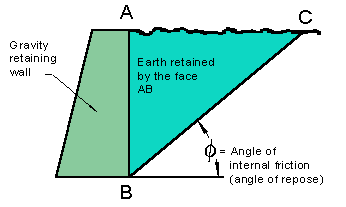 A
C
Gravity
retaining
wall
Earth retained
by the face
AB
ϕ = Angle of
internal friction
(angle of repose)
B